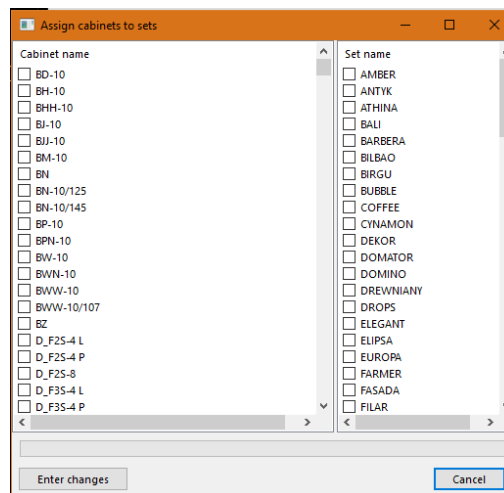 Assign cabinets to sets
Cabinet name
BD-10
BH-10
BHH-10
BJ-10
BJJ-10
BM-10
BN
BN-10/125
BN-10/145
BP-10
BPN-10
BW-10
BWN-10
BWW-10
BWW-10/107
BZ
D_F2S-4 L
D_F2S-4 P
D_F2S-8
D_F3S-4 L
D_F3S-4 P
Set name
AMBER
ANTYK
ATHINA
BALI
BARBERA
BILBAO
BIRGU
BUBBLE
COFFEE
CYNAMON
DEKOR
DOMATOR
DOMINO
DREWNIANY
DROPS
ELEGANT
ELIPSA
EUROPA
FARMER
FASADA
FILAR
Enter changes
Cancel